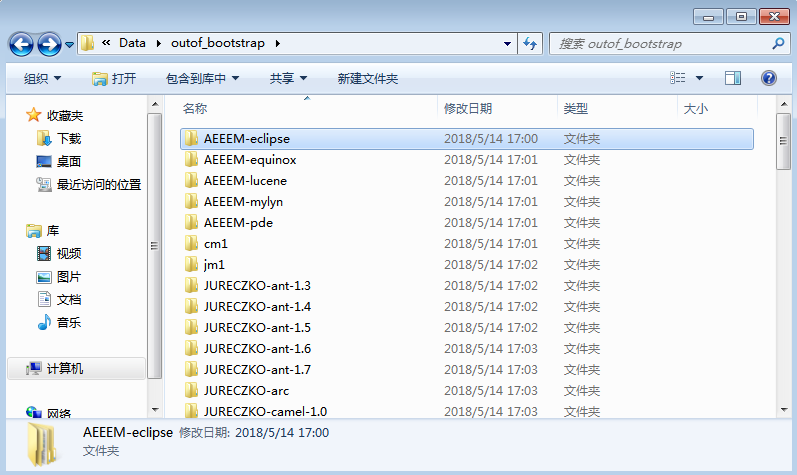 « Data ▸ outof_bootstrap ▸ 搜索 outof_bootstrap
组织 打开 包含到库中 共享 新建文件夹
收藏夹
下载
桌面
最近访问的位置
库
视频
图片
文档
音乐
计算机
网络
名称 修改日期 类型 大小
AEEEM-eclipse 2018/5/14 17:00 文件夹
AEEEM-equinox 2018/5/14 17:01 文件夹
AEEEM-lucene 2018/5/14 17:01 文件夹
AEEEM-mylyn 2018/5/14 17:01 文件夹
AEEEM-pde 2018/5/14 17:01 文件夹
cm1 2018/5/14 17:01 文件夹
jm1 2018/5/14 17:02 文件夹
JURECZKO-ant-1.3 2018/5/14 17:02 文件夹
JURECZKO-ant-1.4 2018/5/14 17:02 文件夹
JURECZKO-ant-1.5 2018/5/14 17:02 文件夹
JURECZKO-ant-1.6 2018/5/14 17:03 文件夹
JURECZKO-ant-1.7 2018/5/14 17:03 文件夹
JURECZKO-arc 2018/5/14 17:03 文件夹
JURECZKO-camel-1.0 2018/5/14 17:03 文件夹
AEEEM-eclipse 修改日期: 2018/5/14 17:00
文件夹